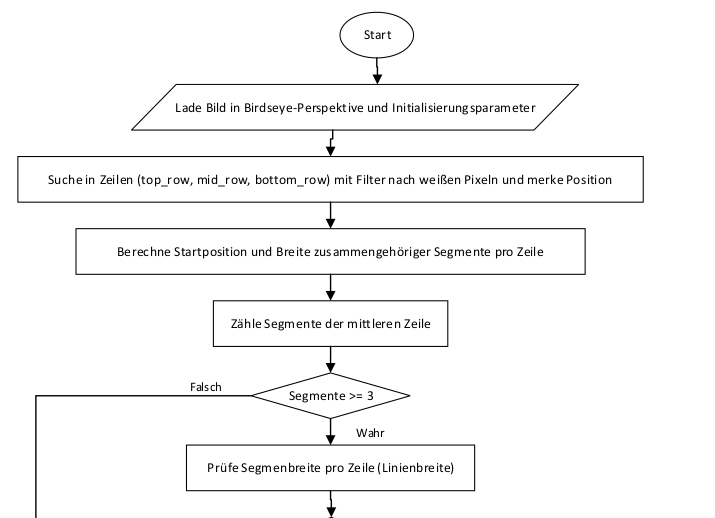 Start
Lade Bild in Birdseye-Perspektive und Initialisierungsparameter
Suche in Zeilen (top_row, mid_row, bottom_row) mit Filter nach weißen Pixeln und merke Position
Berechne Startposition und Breite zusammengehöriger Segmente pro Zeile
Zähle Segmente der mittleren Zeile
Falsch
Segmente >= 3
Wahr
Prüfe Segmenbreite pro Zeile (Linienbreite)